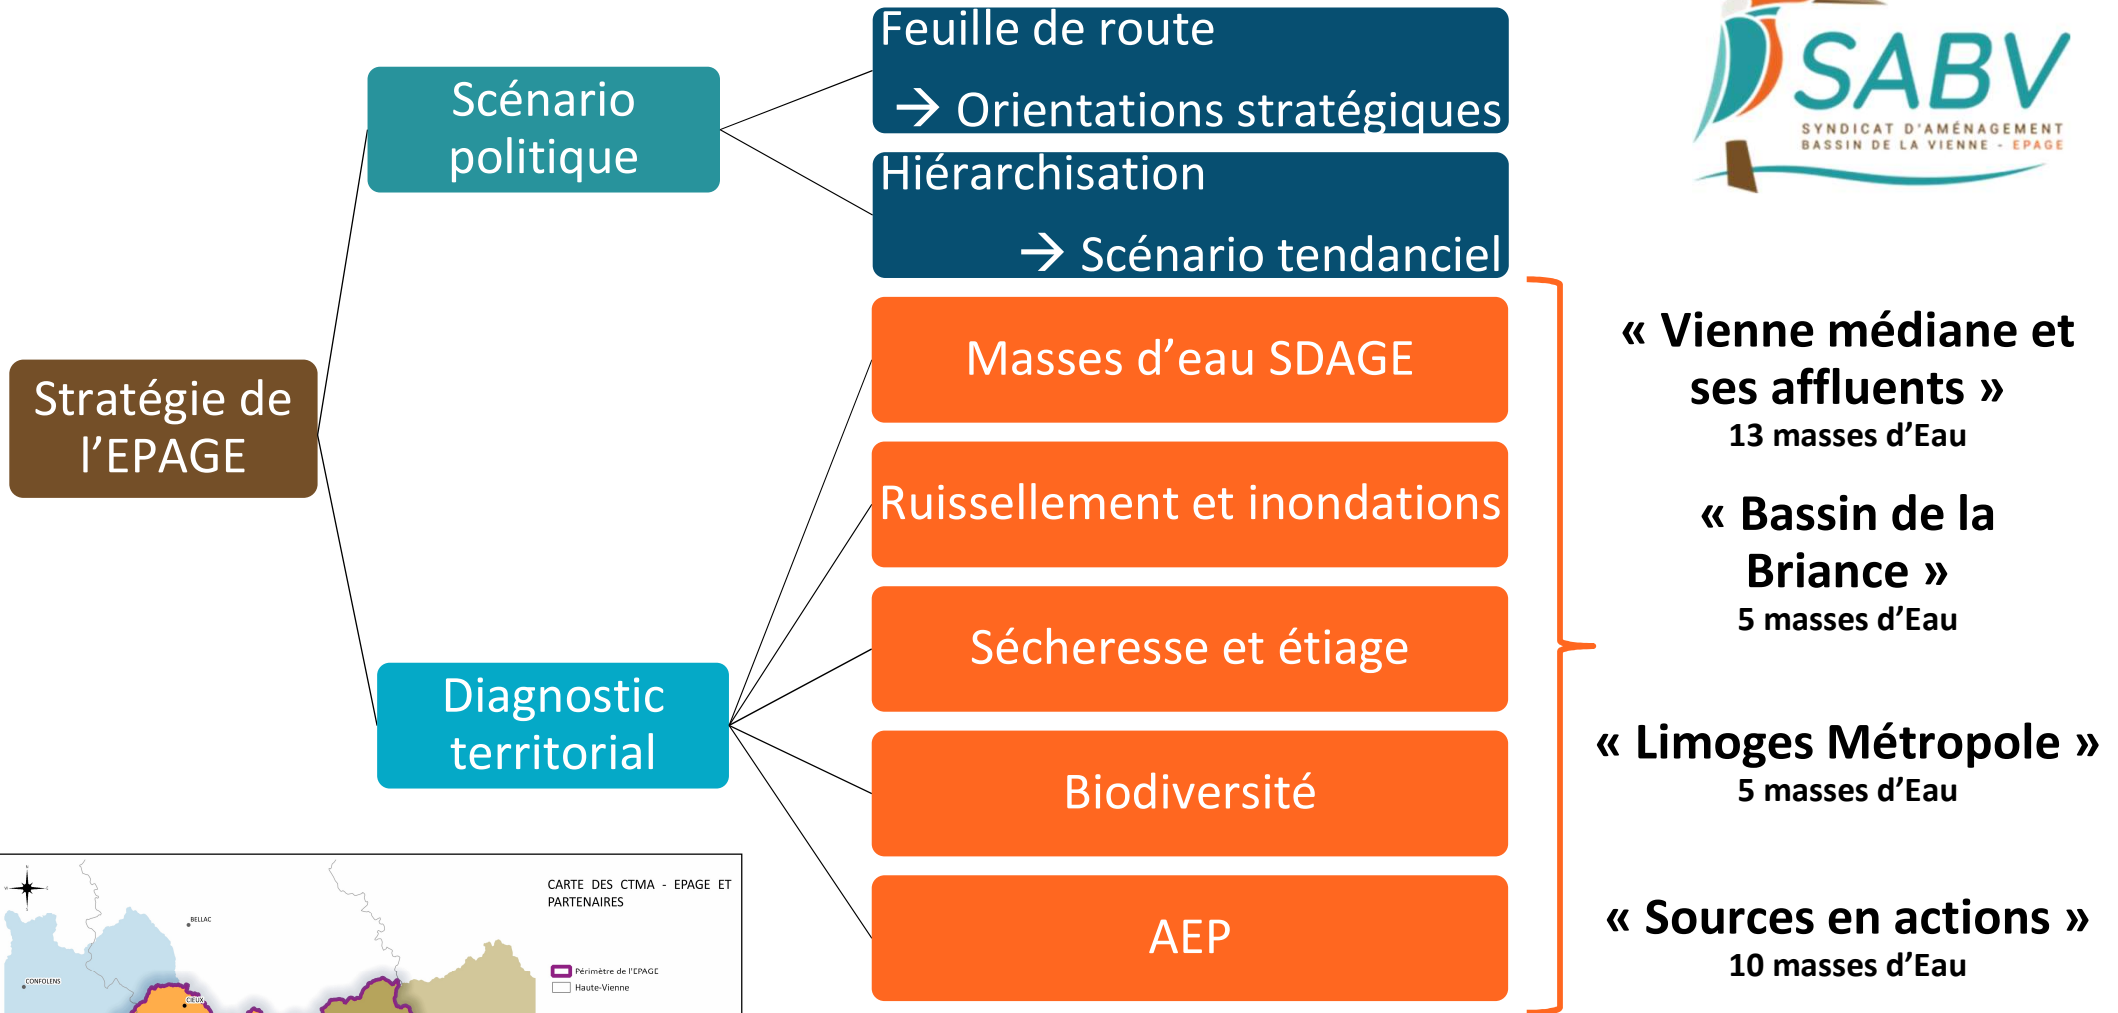 Feuille de route
→ Orientations stratégiques
Hiérarchisation
→ Scénario tendanciel
Scénario
politique
SABV
SYNDICAT D'AMÉNAGEMENT
BASSIN DE LA VIENNE - EPAGE
Stratégie de
l'EPAGE
Diagnostic
territorial
Masses d'eau SDAGE
Ruissellement et inondations
Sécheresse et étiage
Biodiversité
AEP
« Vienne médiane et
ses affluents »
13 masses d'Eau
« Bassin de la
Briance »
5 masses d'Eau
« Limoges Métropole »
5 masses d'Eau
« Sources en actions »
10 masses d'Eau
CARTE DES CTMA - EPAGE ET
PARTENAIRES
BELLAC
CONFOLENS
CIEUX
Périmètre de l'EPAGE
Haute-Vienne